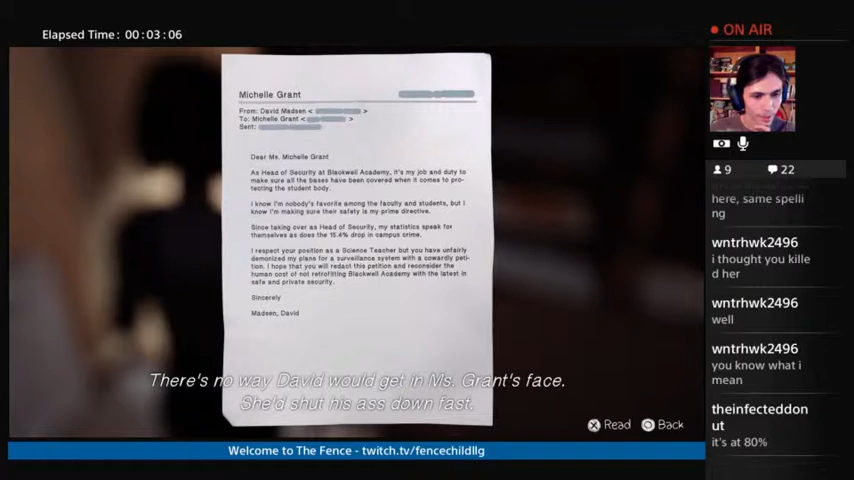 Elapsed Time : 00:03:06
ON AIR
Michelle Grant
From: David Madsen < >
To: Michelle Grant < >
Sent:
Dear Ms. Michelle Grant
As Head of Security at Blackwell Academy, it's my job and duty to
make sure all the bases have been covered when it comes to pro-
tecting the student body.
I know I'm nobody's favorite among the faculty and students, but I
know I'm making sure their safety is my prime directive.
Since taking over as Head of Security, my statistics speak for
themselves as does the 15.4% drop in campus crime.
I respect your position as a Science Teacher but you have unfairly
demonized my plans for a surveillance system with a cowardly peti-
tion. I hope that you will redact this petition and reconsider the
human cost of not retrofitting Blackwell Academy with the latest in
safe and private security.
Sincerely
Madsen, David
There's no way David would get in Ms. Grant's face.
She'd shut his ass down fast.
Read Back
Welcome to The Fence - twitch.tv/fencechildllg
9 22
here, same spelli
ng
wntrhwk2496
i thought you kille
d her
wntrhwk2496
well
wntrhwk2496
you know what i
mean
theinfecteddon
ut
it's at 80%